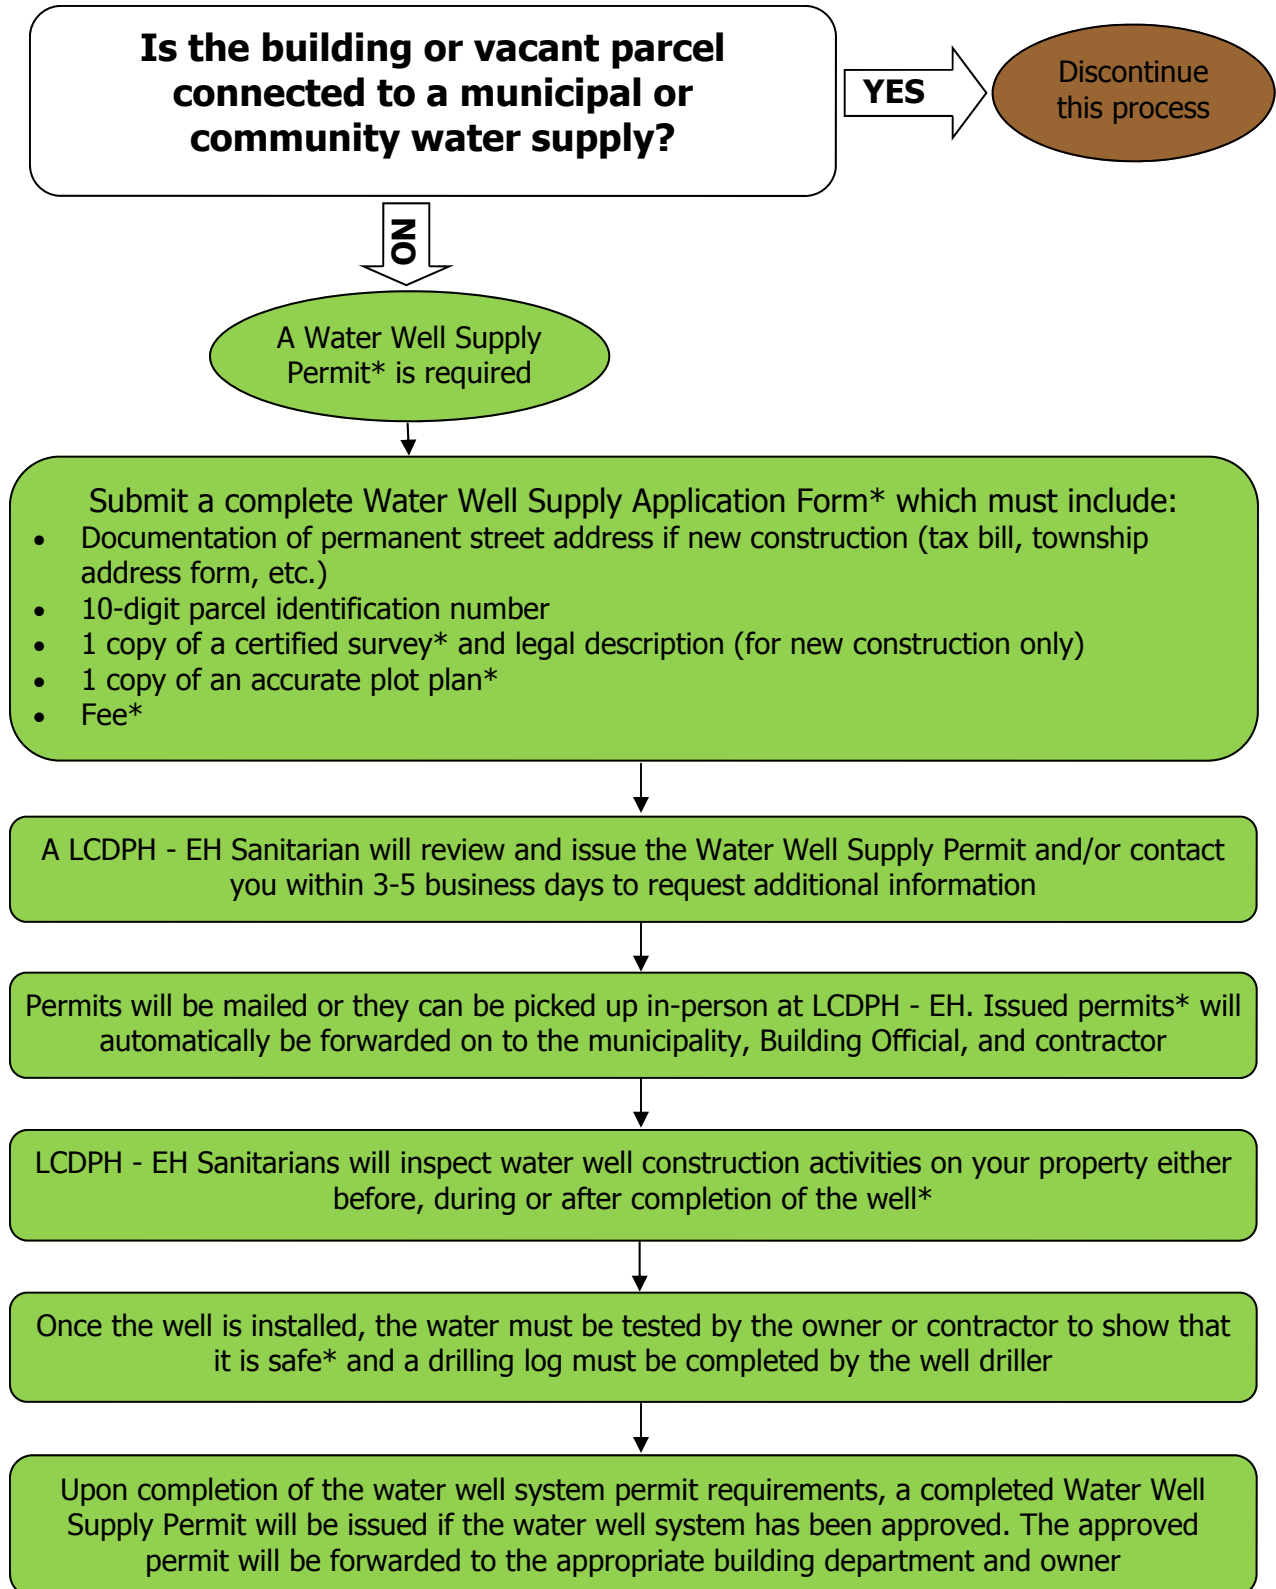 Is the building or vacant parcel
connected to a municipal or
community water supply?
YES
Discontinue
this process
NO
A Water Well Supply
Permit* is required
Submit a complete Water Well Supply Application Form* which must include:
• Documentation of permanent street address if new construction (tax bill, township
address form, etc.)
• 10-digit parcel identification number
• 1 copy of a certified survey* and legal description (for new construction only)
• 1 copy of an accurate plot plan*
• Fee*
A LCDPH - EH Sanitarian will review and issue the Water Well Supply Permit and/or contact
you within 3-5 business days to request additional information
Permits will be mailed or they can be picked up in-person at LCDPH - EH. Issued permits* will
automatically be forwarded on to the municipality, Building Official, and contractor
LCDPH - EH Sanitarians will inspect water well construction activities on your property either
before, during or after completion of the well*
Once the well is installed, the water must be tested by the owner or contractor to show that
it is safe* and a drilling log must be completed by the well driller
Upon completion of the water well system permit requirements, a completed Water Well
Supply Permit will be issued if the water well system has been approved. The approved
permit will be forwarded to the appropriate building department and owner